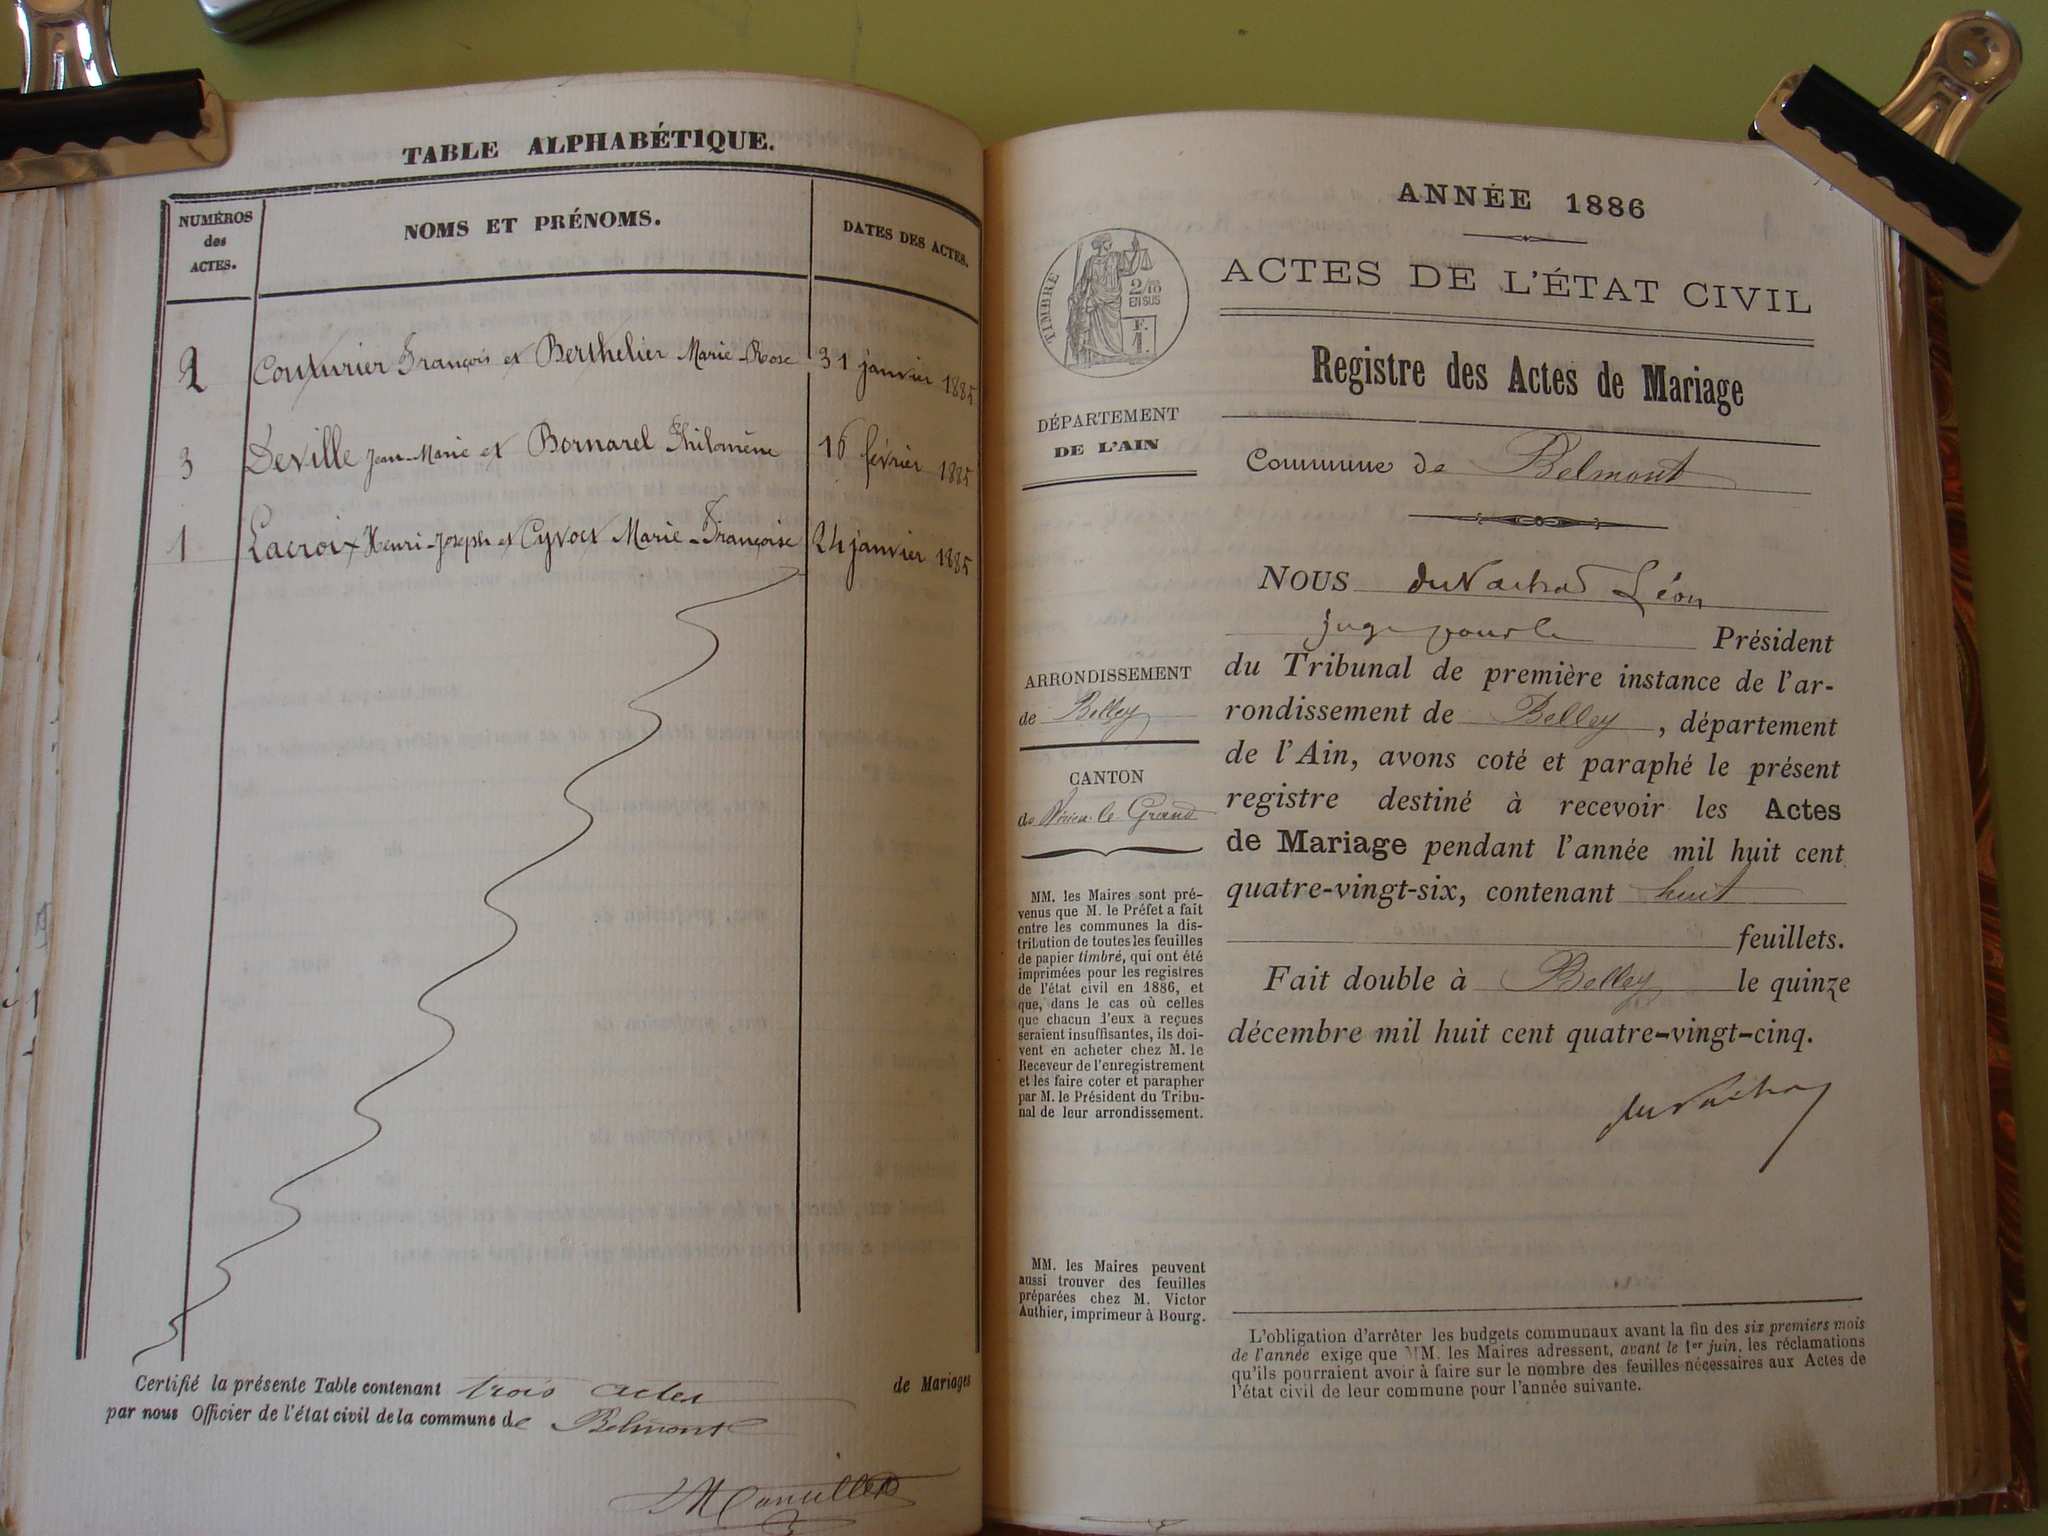 TABLE ALPHABÉTIQUE.
NUMÉROS
des
ACTES.
NOMS ET PRÉNOMS.
DATES DES ACTES.
2 Couturier François et Berthelier Marie-Rose 31 janvier 1885
3 Deville Jean-Marie et Bornarel Philomène 16 février 1885
1 Lacroix Henri-Joseph et Cyvoct Marie-Françoise 24 janvier 1885
Certifié la présente Table contenant trois actes de Mariages
par nous Officier de l'état civil de la commune de Belmont
ANNÉE 1886
ACTES DE L'ÉTAT CIVIL
TIMBRE
2/10
EN SUS
F.
1.
Registre des Actes de Mariage
DÉPARTEMENT
DE L'AIN
Commune de Belmont
NOUS Léon
juge pour le Président
du Tribunal de première instance de l'ar-
rondissement de Belley, département
de l'Ain, avons coté et paraphé le présent
registre destiné à recevoir les Actes
de Mariage pendant l'année mil huit cent
quatre-vingt-six, contenant huit
feuillets.
Fait double à Belley le quinze
décembre mil huit cent quatre-vingt-cinq.
ARRONDISSEMENT
de Belley
CANTON
de Virieu-le-Grand
MM. les Maires sont pré-
venus que M. le Préfet a fait
entre les communes la dis-
tribution de toutes les feuilles
de papier timbré, qui ont été
imprimées pour les registres
de l'état civil en 1886, et
que, dans le cas où celles
que chacun d'eux a reçues
seraient insuffisantes, ils doi-
vent en acheter chez M. le
Receveur de l'enregistrement
et les faire coter et parapher
par M. le Président du Tribu-
nal de leur arrondissement.
MM. les Maires peuvent
aussi trouver des feuilles
préparées chez M. Victor
Authier, imprimeur à Bourg.
L'obligation d'arrêter les budgets communaux avant la fin des six premiers mois
de l'année exige que MM. les Maires adressent, avant le 1er juin, les réclamations
qu'ils pourraient avoir à faire sur le nombre des feuilles nécessaires aux Actes de
l'état civil de leur commune pour l'année suivante.